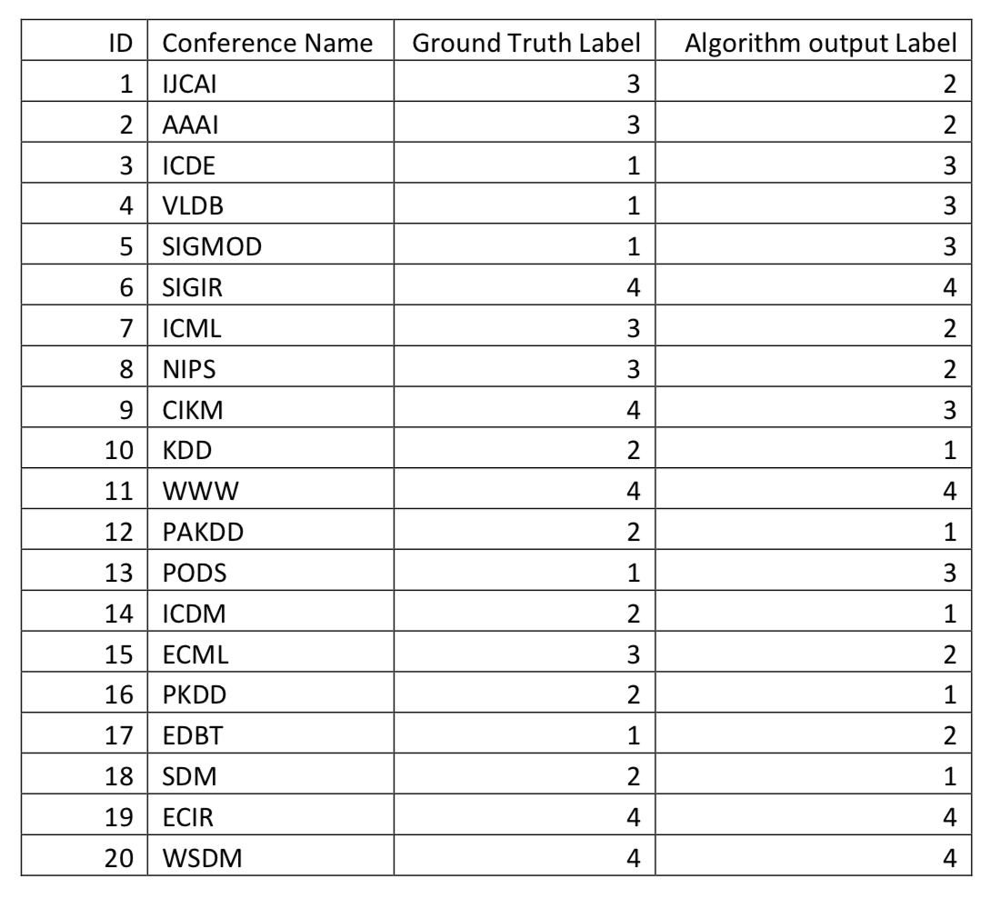 ID Conference Name Ground Truth Label Algorithm output Label
1 IJCAI 3 2
2 AAAI 3 2
3 ICDE 1 3
4 VLDB 1 3
5 SIGMOD 1 3
6 SIGIR 4 4
7 ICML 3 2
8 NIPS 3 2
9 CIKM 4 3
10 KDD 2 1
11 WWW 4 4
12 PAKDD 2 1
13 PODS 1 3
14 ICDM 2 1
15 ECML 3 2
16 PKDD 2 1
17 EDBT 1 2
18 SDM 2 1
19 ECIR 4 4
20 WSDM 4 4